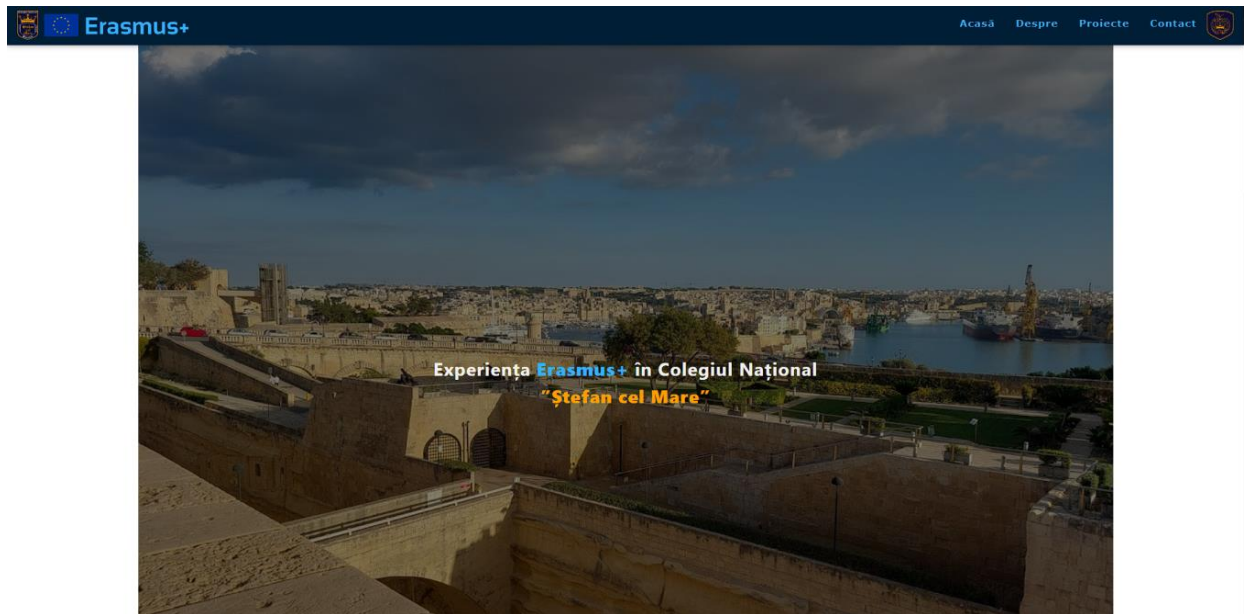 Erasmus+
Acasă Despre Proiecte Contact
Experiența Erasmus+ în Colegiul Național
”Ștefan cel Mare”